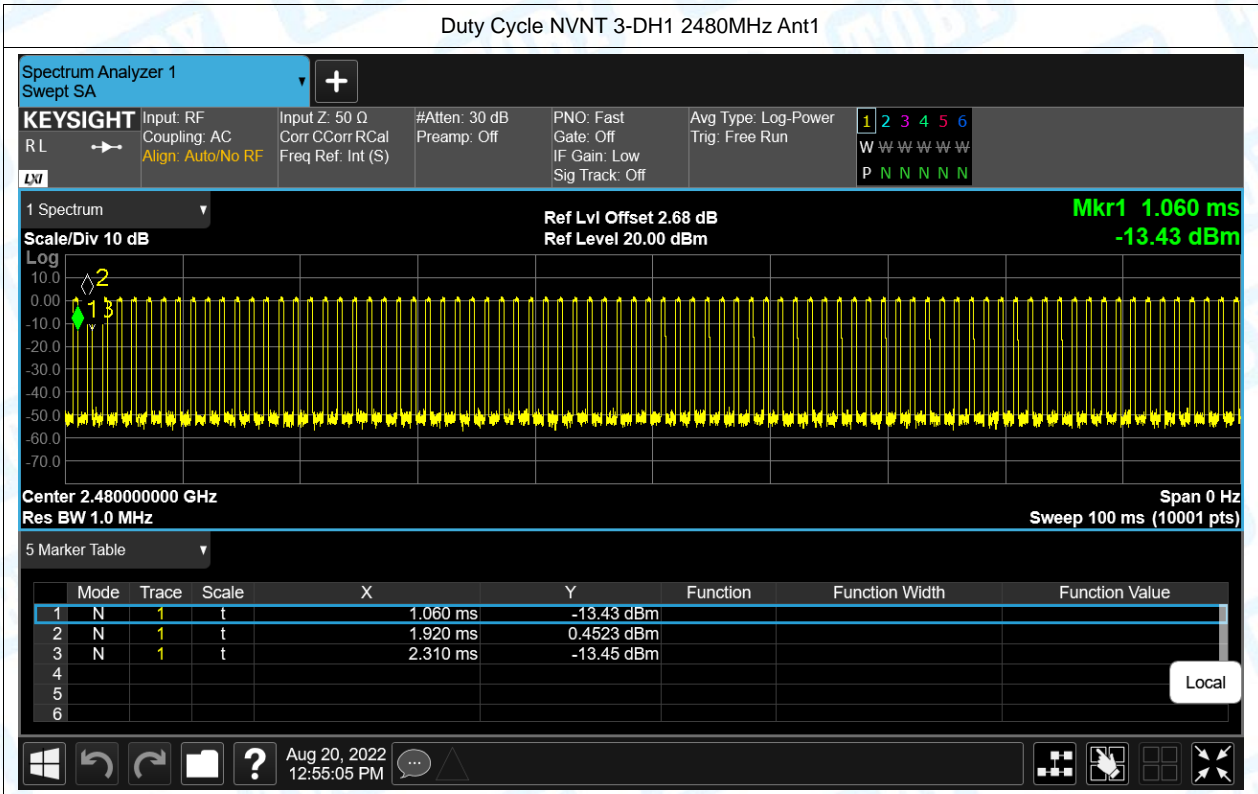 Duty Cycle NVNT 3-DH1 2480MHz Ant1
Spectrum Analyzer 1
Swept SA
KEYSIGHT
RL
LXI
Input: RF
Coupling: AC
Align: Auto/No RF
Input Z: 50 Ω
Corr CCorr RCal
Freq Ref: Int (S)
#Atten: 30 dB
Preamp: Off
PNO: Fast
Gate: Off
IF Gain: Low
Sig Track: Off
Avg Type: Log-Power
Trig: Free Run
1 2 3 4 5 6
W W W W W W
P N N N N N
1 Spectrum
Scale/Div 10 dB
Ref Lvl Offset 2.68 dB
Ref Level 20.00 dBm
Mkr1 1.060 ms
-13.43 dBm
Log
10.0
0.00
-10.0
-20.0
-30.0
-40.0
-50.0
-60.0
-70.0
2
1 3
Center 2.480000000 GHz
Res BW 1.0 MHz
Span 0 Hz
Sweep 100 ms (10001 pts)
5 Marker Table
Mode Trace Scale X Y Function Function Width Function Value
1 N 1 t 1.060 ms -13.43 dBm
2 N 1 t 1.920 ms 0.4523 dBm
3 N 1 t 2.310 ms -13.45 dBm
4
5
6
Local
?
Aug 20, 2022
12:55:05 PM